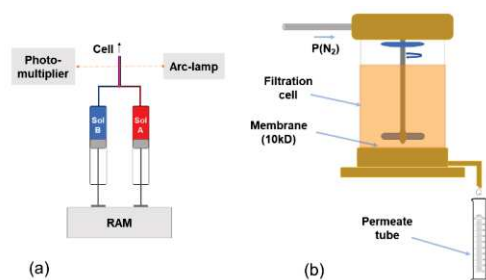 Cell
Photo-
multiplier
Arc-lamp
Sol
B
Sol
A
RAM
(a)
P(N₂)
Filtration
cell
Membrane
(10kD)
Permeate
tube
(b)